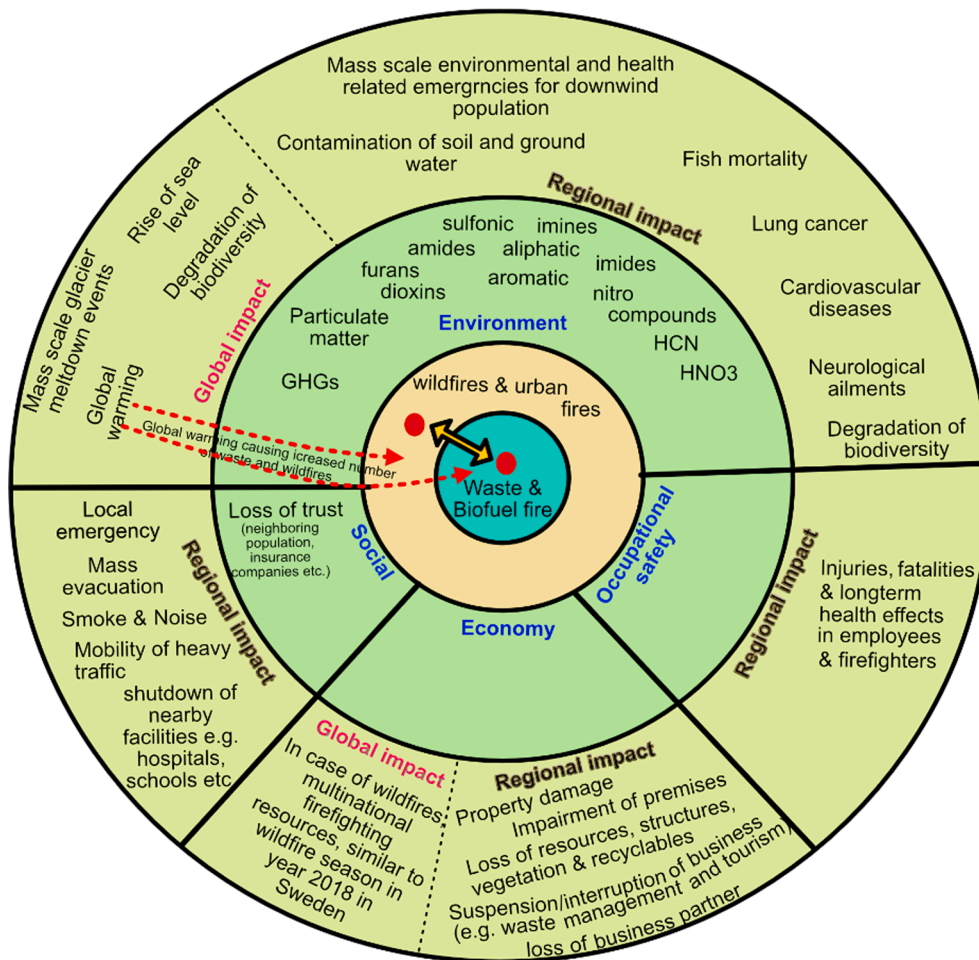 Mass scale environmental and health
related emergrncies for downwind
population
Contamination of soil and ground
water
Fish mortality
Regional impact
Lung cancer
Cardiovascular
diseases
Neurological
ailments
Degradation of
biodiversity
Rise of sea
level
Degradation of
biodiversity
Mass scale glacier
meltdown events
Global
warming
Global impact
sulfonic
imines
amides
aliphatic
imides
furans
aromatic
dioxins
nitro
compounds
Particulate
matter
Environment
HCN
GHGs
HNO3
wildfires & urban
fires
Global warming causing icreased number
of waste and wildfires
Waste &
Biofuel fire
Loss of trust
(neighboring
population,
insurance
companies etc.)
Social
Occupational
safety
Economy
Local
emergency
Mass
evacuation
Smoke & Noise
Mobility of heavy
traffic
shutdown of
nearby
facilities e.g.
hospitals,
schools etc
Regional impact
Regional impact
Injuries, fatalities
& longterm
health effects
in employees
& firefighters
Global impact
In case of wildfires
multinational
firefighting
resources, similar to
wildfire season in
year 2018 in
Sweden
Regional impact
Property damage
Impairment of premises
Loss of resources, structures,
vegetation & recyclables
Suspension/interruption of business
(e.g. waste management and tourism)
loss of business partner